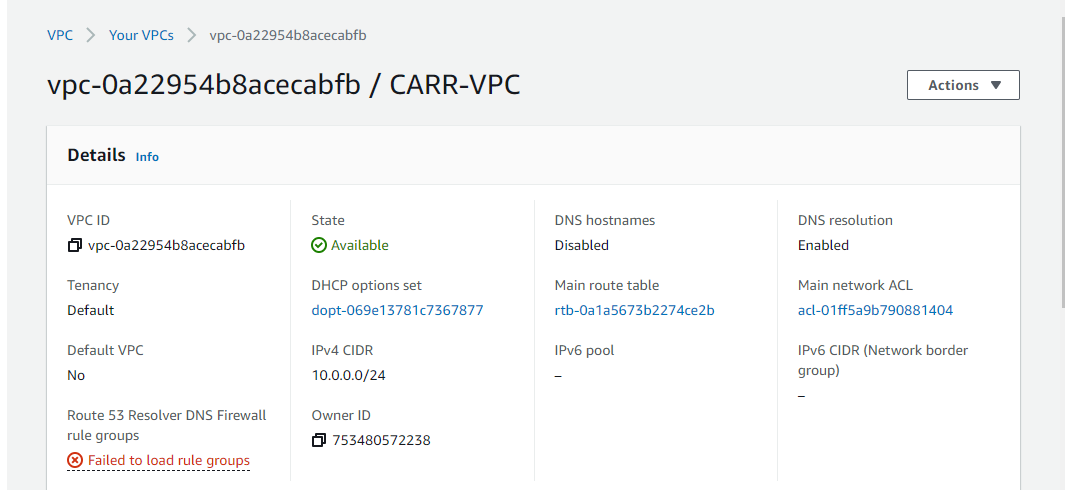 VPC > Your VPCs > vpc-0a22954b8acecabfb
vpc-0a22954b8acecabfb / CARR-VPC
Actions
Details Info
VPC ID
vpc-0a22954b8acecabfb
State
Available
DNS hostnames
Disabled
DNS resolution
Enabled
Tenancy
Default
DHCP options set
dopt-069e13781c7367877
Main route table
rtb-0a1a5673b2274ce2b
Main network ACL
acl-01ff5a9b790881404
Default VPC
No
IPv4 CIDR
10.0.0.0/24
IPv6 pool
–
IPv6 CIDR (Network border
group)
–
Route 53 Resolver DNS Firewall
rule groups
Failed to load rule groups
Owner ID
753480572238